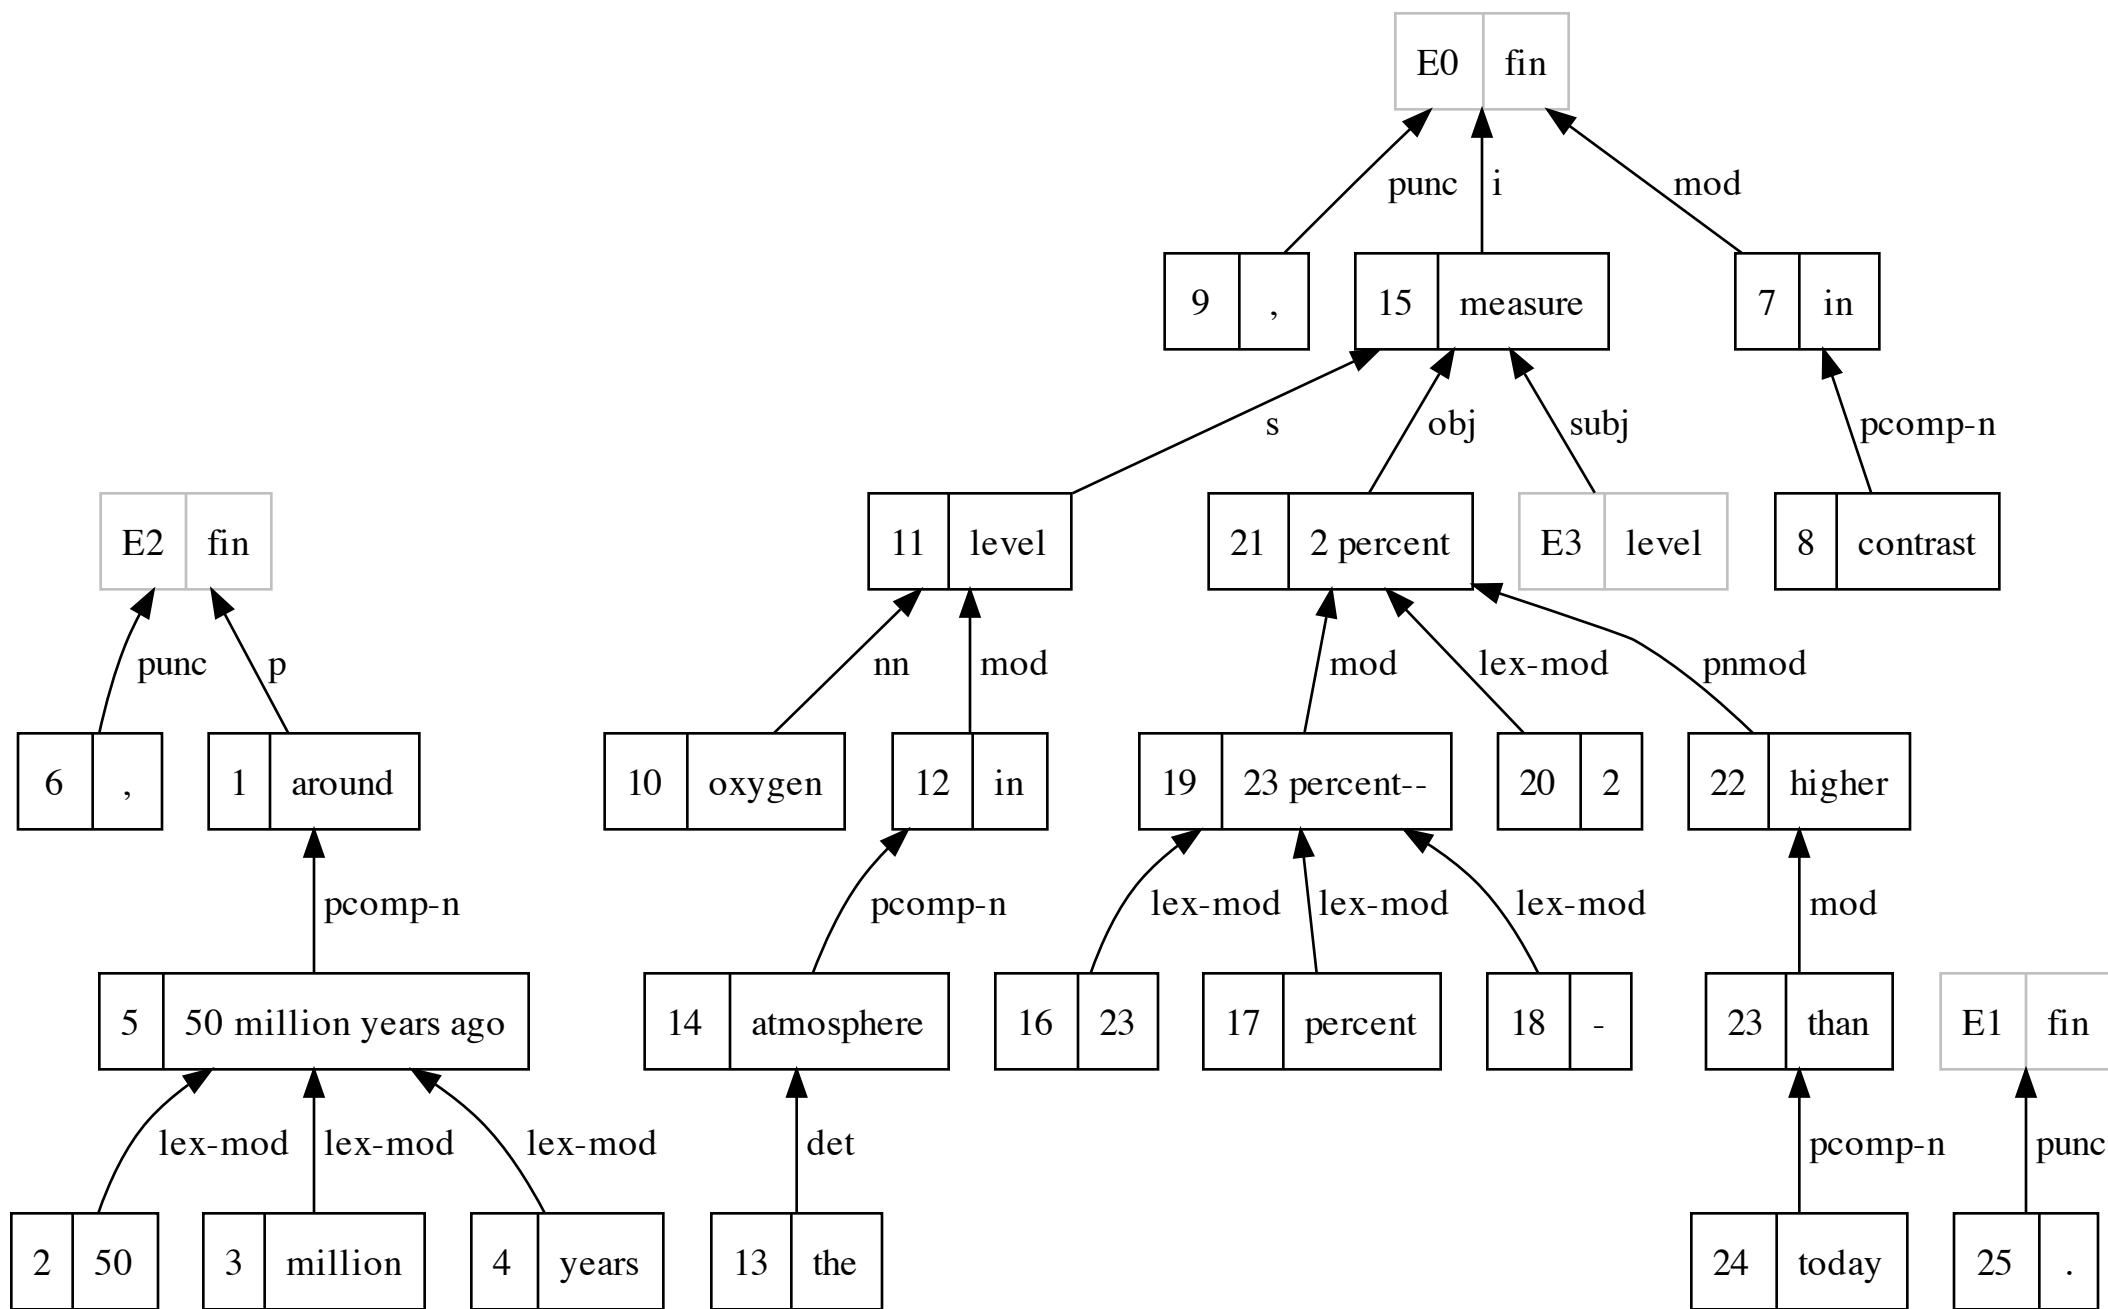 E0 fin
punc i mod
9 , 15 measure 7 in
s obj subj pcomp-n
E2 fin 11 level 21 2 percent E3 level 8 contrast
punc p nn mod mod lex-mod pnmod
6 , 1 around 10 oxygen 12 in 19 23 percent-- 20 2 22 higher
pcomp-n pcomp-n lex-mod lex-mod lex-mod mod
5 50 million years ago 14 atmosphere 16 23 17 percent 18 - 23 than E1 fin
lex-mod lex-mod lex-mod det pcomp-n punc
2 50 3 million 4 years 13 the 24 today 25 .